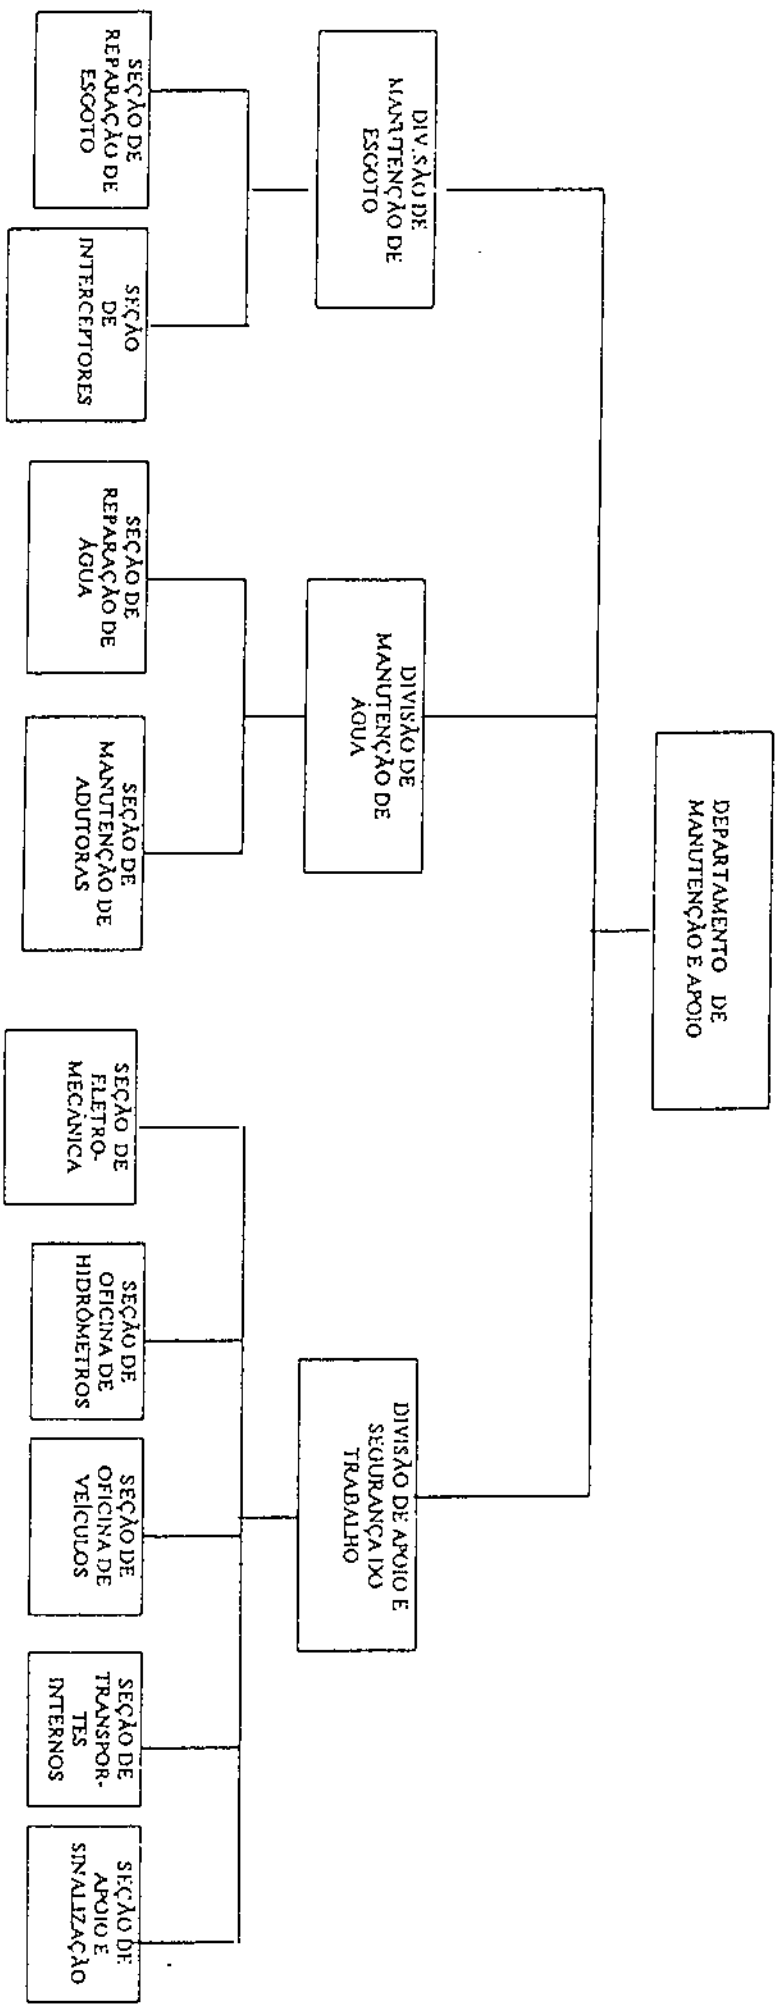 DEPARTAMENTO DE
MANUTENÇÃO E APOIO
DIVISÃO DE
MANUTENÇÃO DE
ESGOTO
DIVISÃO DE
MANUTENÇÃO DE
ÁGUA
DIVISÃO DE APOIO E
SEGURANÇA DO
TRABALHO
SEÇÃO DE
REPARAÇÃO DE
ESGOTO
SEÇÃO
DE
INTERCEPTORES
SEÇÃO DE
REPARAÇÃO DE
ÁGUA
SEÇÃO DE
MANUTENÇÃO DE
ADUTORAS
SEÇÃO DE
ELETRO-
MECÂNICA
SEÇÃO DE
OFICINA DE
HIDRÔMETROS
SEÇÃO DE
OFICINA DE
VEÍCULOS
SEÇÃO DE
TRANSPOR-
TES
INTERNOS
SEÇÃO DE
APOIO E
SINALIZAÇÃO